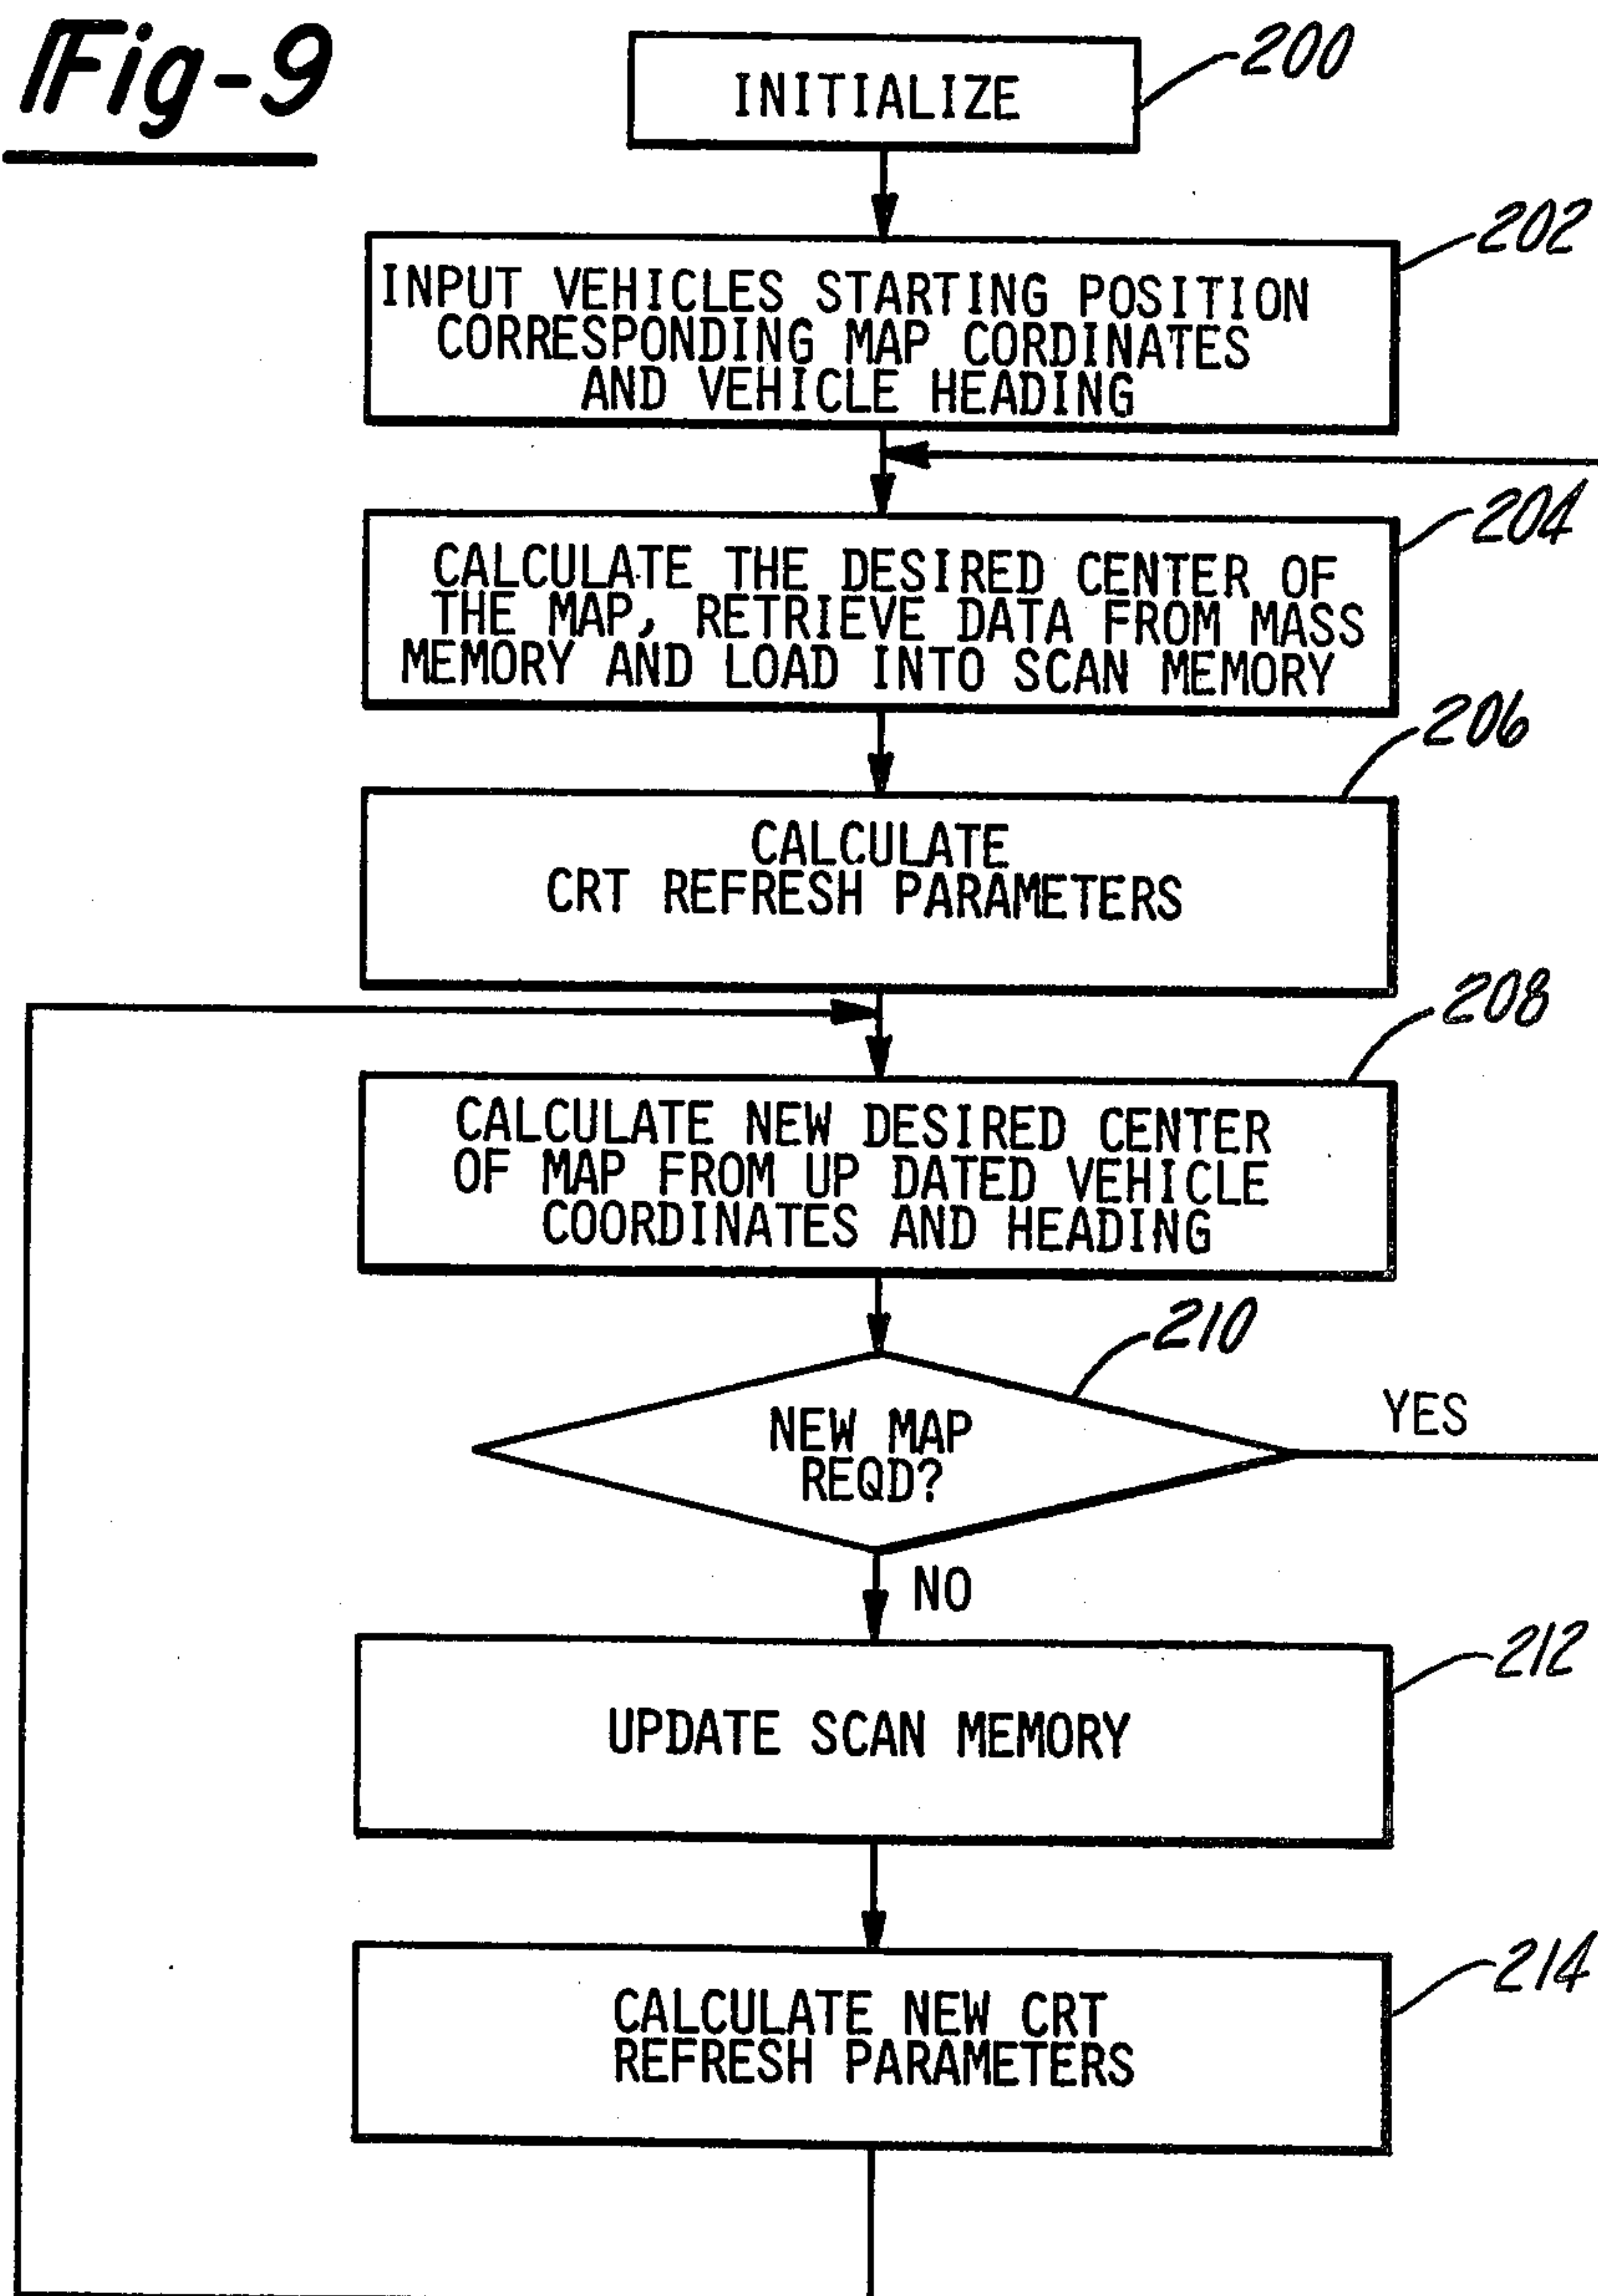 Fig-9
INITIALIZE
200
INPUT VEHICLES STARTING POSITION
CORRESPONDING MAP CORDINATES
AND VEHICLE HEADING
202
CALCULATE THE DESIRED CENTER OF
THE MAP, RETRIEVE DATA FROM MASS
MEMORY AND LOAD INTO SCAN MEMORY
204
CALCULATE
CRT REFRESH PARAMETERS
206
CALCULATE NEW DESIRED CENTER
OF MAP FROM UP DATED VEHICLE
COORDINATES AND HEADING
208
NEW MAP
REQD?
210
YES
NO
UPDATE SCAN MEMORY
212
CALCULATE NEW CRT
REFRESH PARAMETERS
214